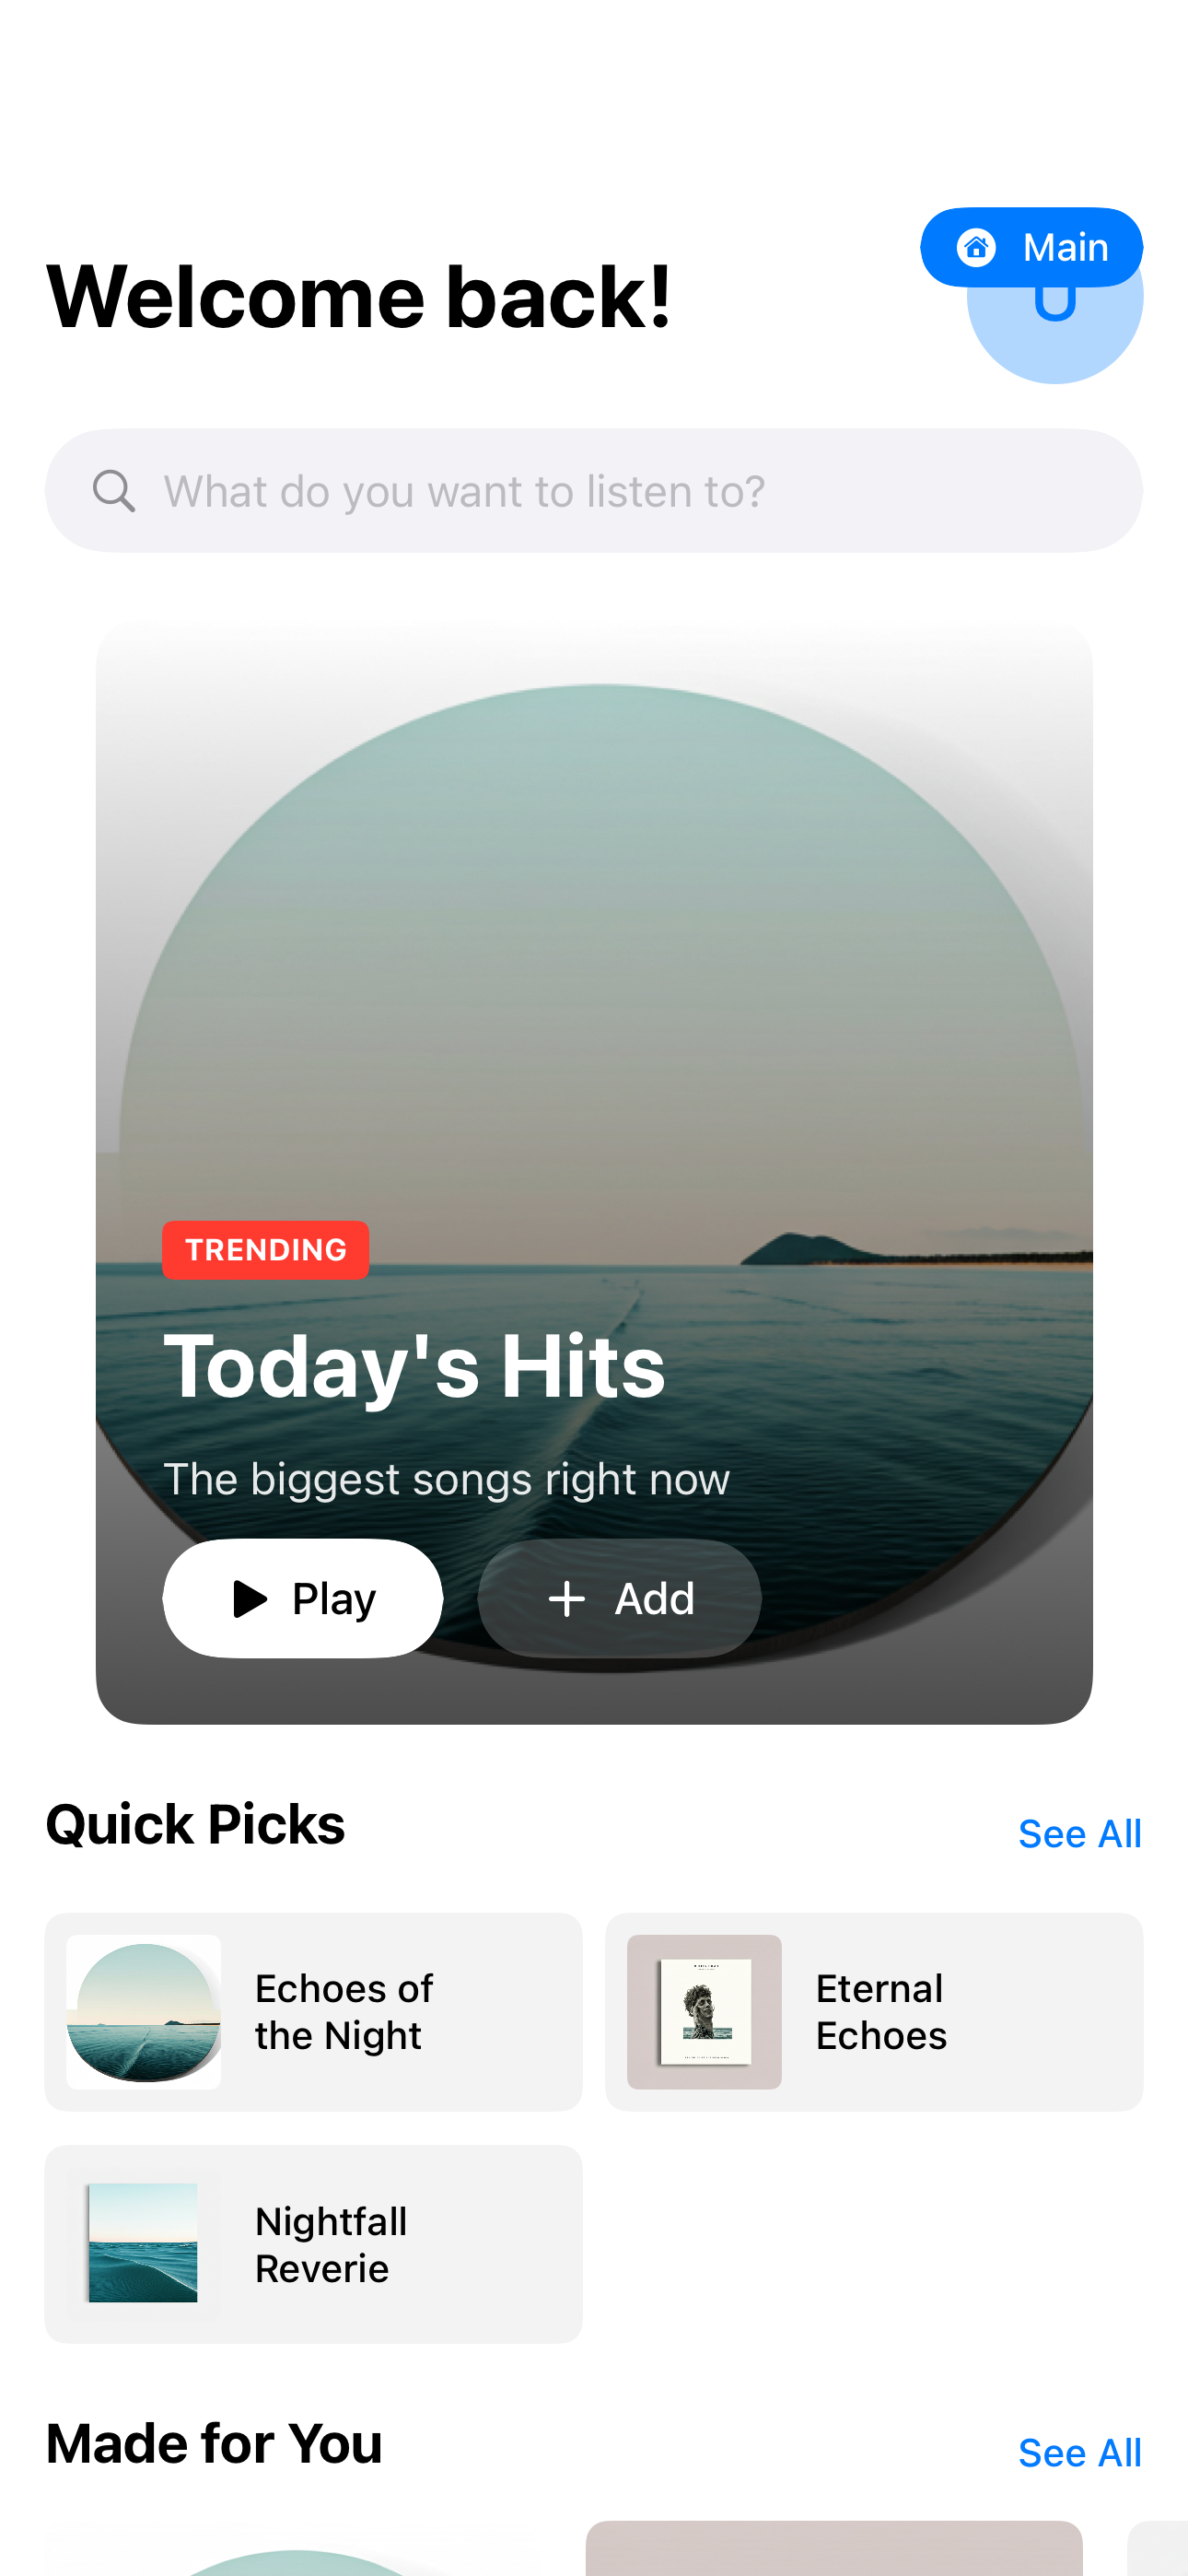 Main
Welcome back!
U
What do you want to listen to?
TRENDING
Today's Hits
The biggest songs right now
Play
Add
Quick Picks
See All
Echoes of
the Night
Eternal
Echoes
Nightfall
Reverie
Made for You
See All